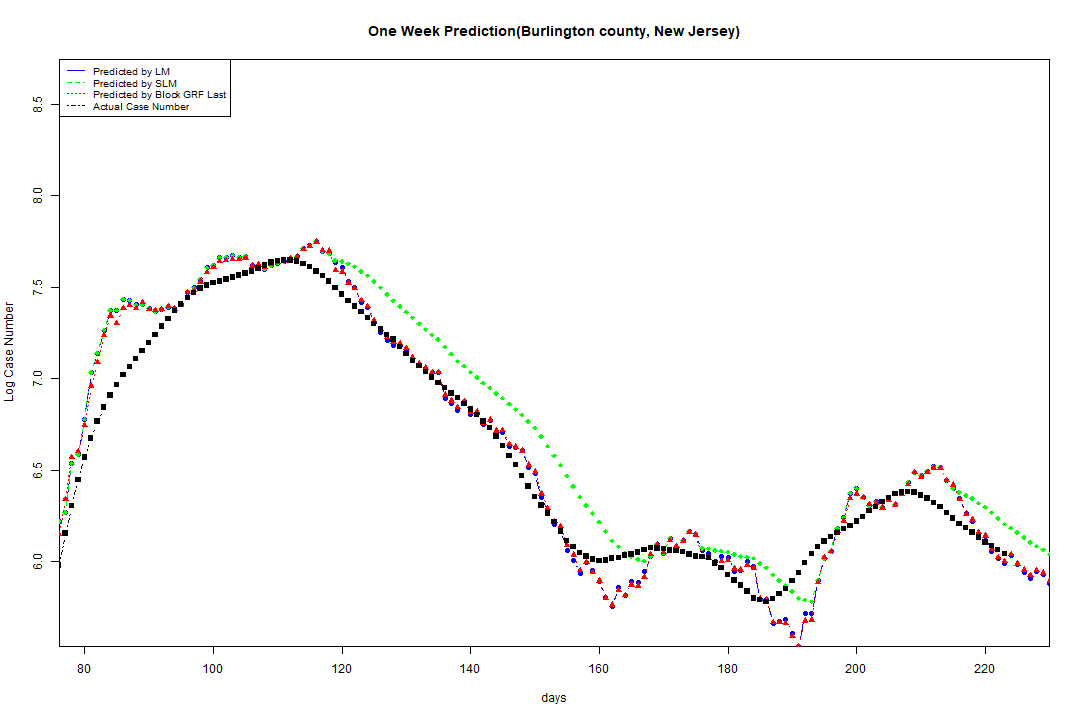 One Week Prediction(Burlington county, New Jersey)
Predicted by LM
Predicted by SLM
Predicted by Block GRF Last
Actual Case Number
8.5
8.0
7.5
7.0
6.5
6.0
Log Case Number
80 100 120 140 160 180 200 220
days